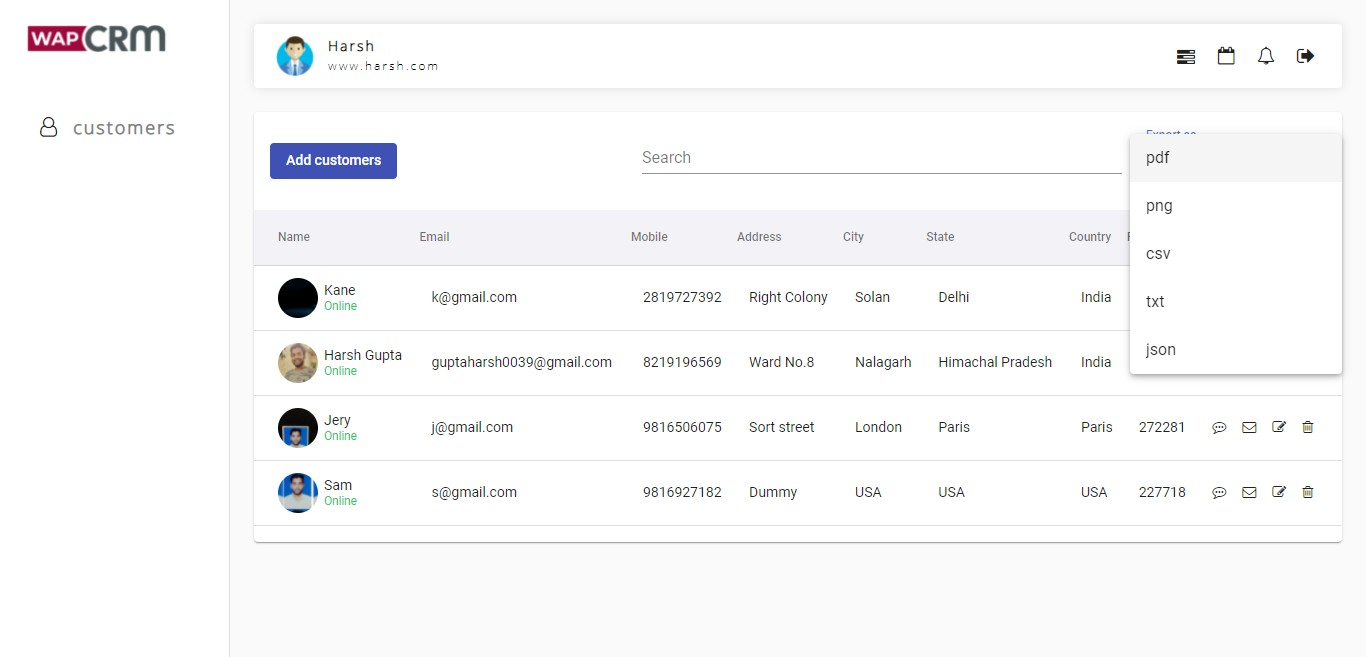 WAP CRM
Harsh
www.harsh.com
customers
Add customers
Search
pdf
png
csv
txt
json
Name Email Mobile Address City State Country
Kane
Online
k@gmail.com 2819727392 Right Colony Solan Delhi India
Harsh Gupta
Online
guptaharsh0039@gmail.com 8219196569 Ward No.8 Nalagarh Himachal Pradesh India
Jery
Online
j@gmail.com 9816506075 Sort street London Paris Paris 272281
Sam
Online
s@gmail.com 9816927182 Dummy USA USA USA 227718